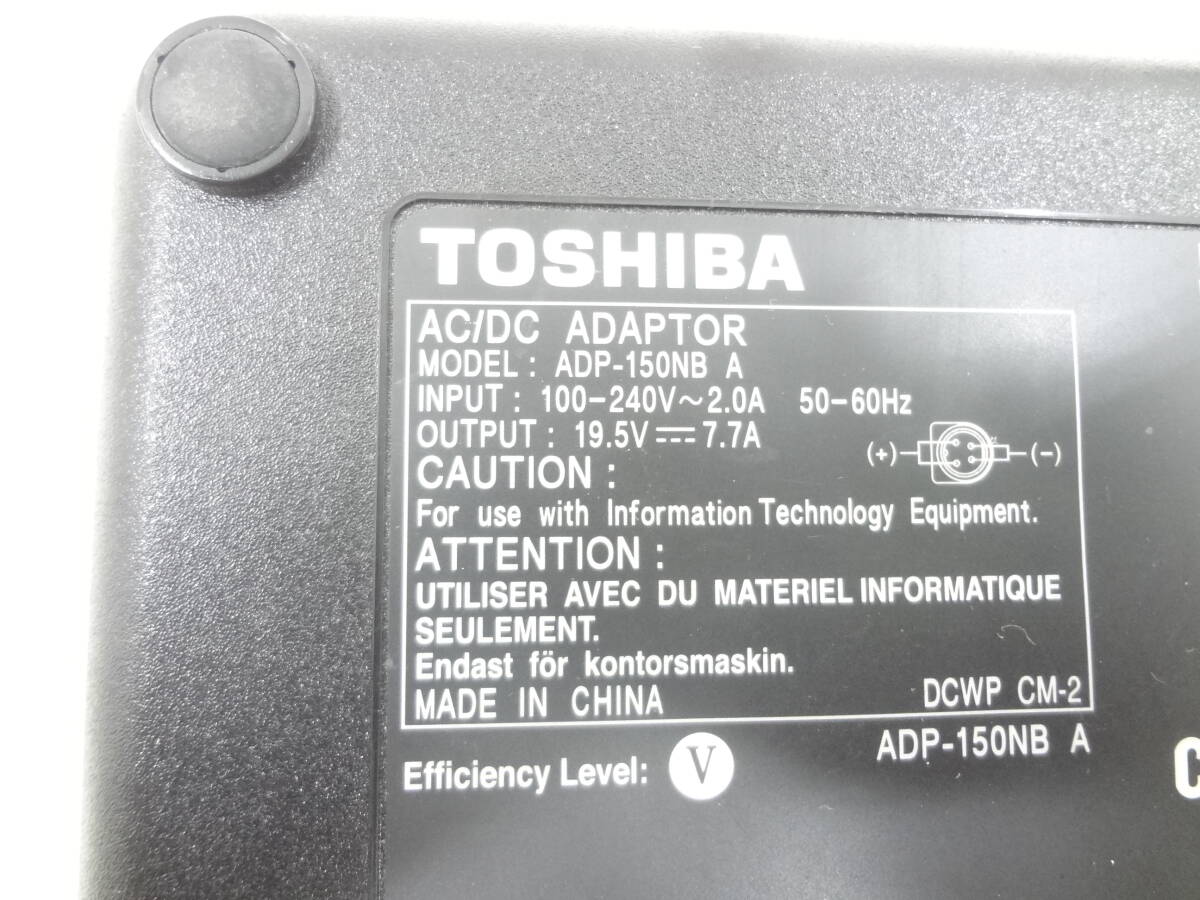 TOSHIBA
AC/DC ADAPTOR
MODEL : ADP-150NB A
INPUT : 100-240V～2.0A 50-60Hz
OUTPUT : 19.5V⎓7.7A
(+) (-)
CAUTION :
For use with Information Technology Equipment.
ATTENTION :
UTILISER AVEC DU MATERIEL INFORMATIQUE
SEULEMENT.
Endast för kontorsmaskin.
MADE IN CHINA DCWP CM-2
ADP-150NB A
Efficiency Level: V